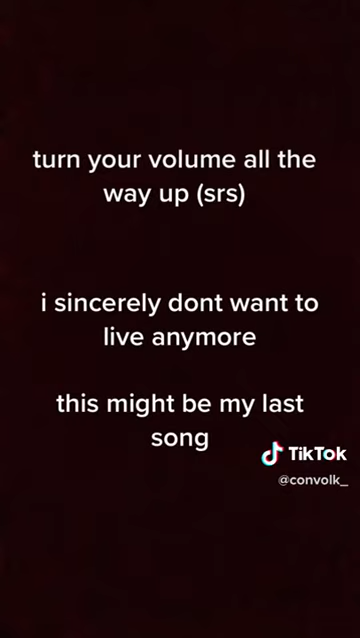 turn your volume all the
way up (srs)
i sincerely dont want to
live anymore
this might be my last
song
TikTok
@convolk_